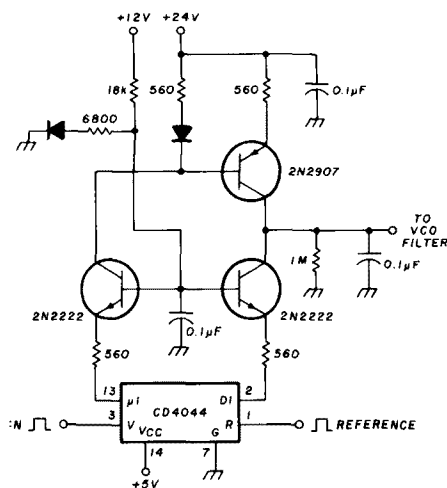 +12V
+24V
18k
560
560
0.1µF
6800
2N2907
TO
VCO
FILTER
1M
0.1µF
2N2222
2N2222
0.1µF
560
560
13
µ1
D1
2
CD4044
:N
3
V
VCC
G
R
1
REFERENCE
14
7
+5V